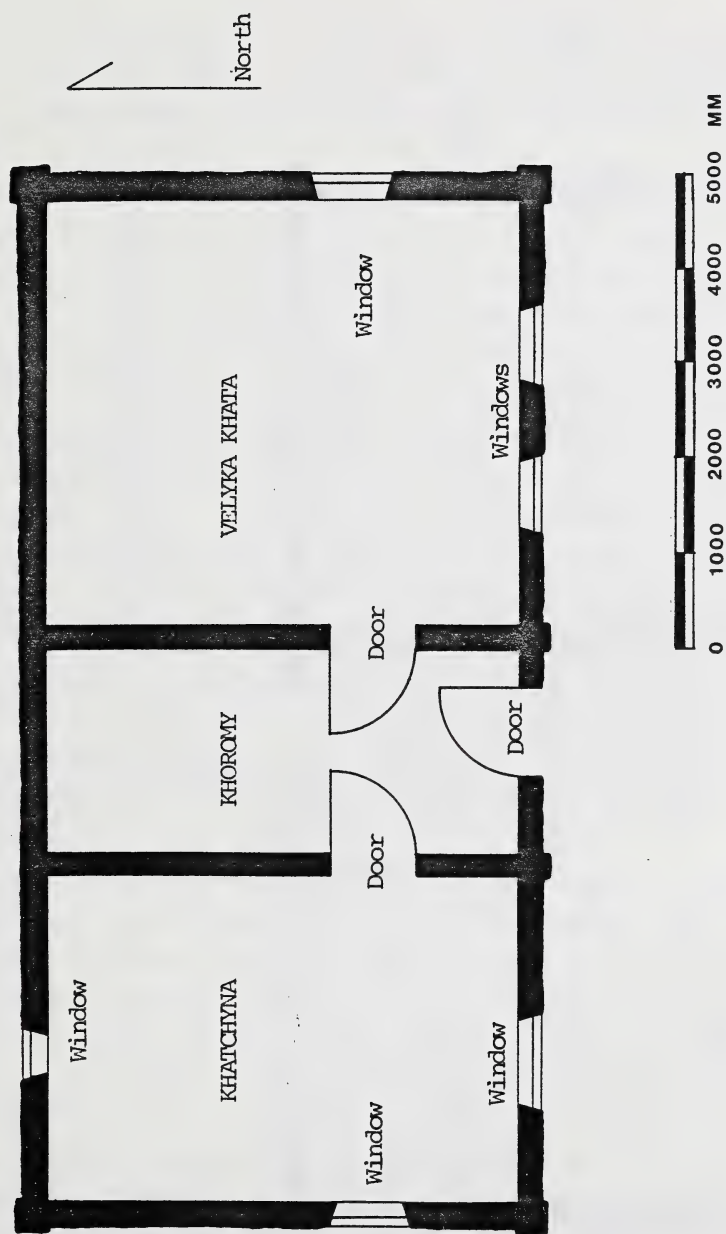 North
Window
KHATCHYNA
Window
Window
Door
KHOROMY
Door
Door
VELYKA KHATA
Window
Windows
0 1000 2000 3000 4000 5000 MM